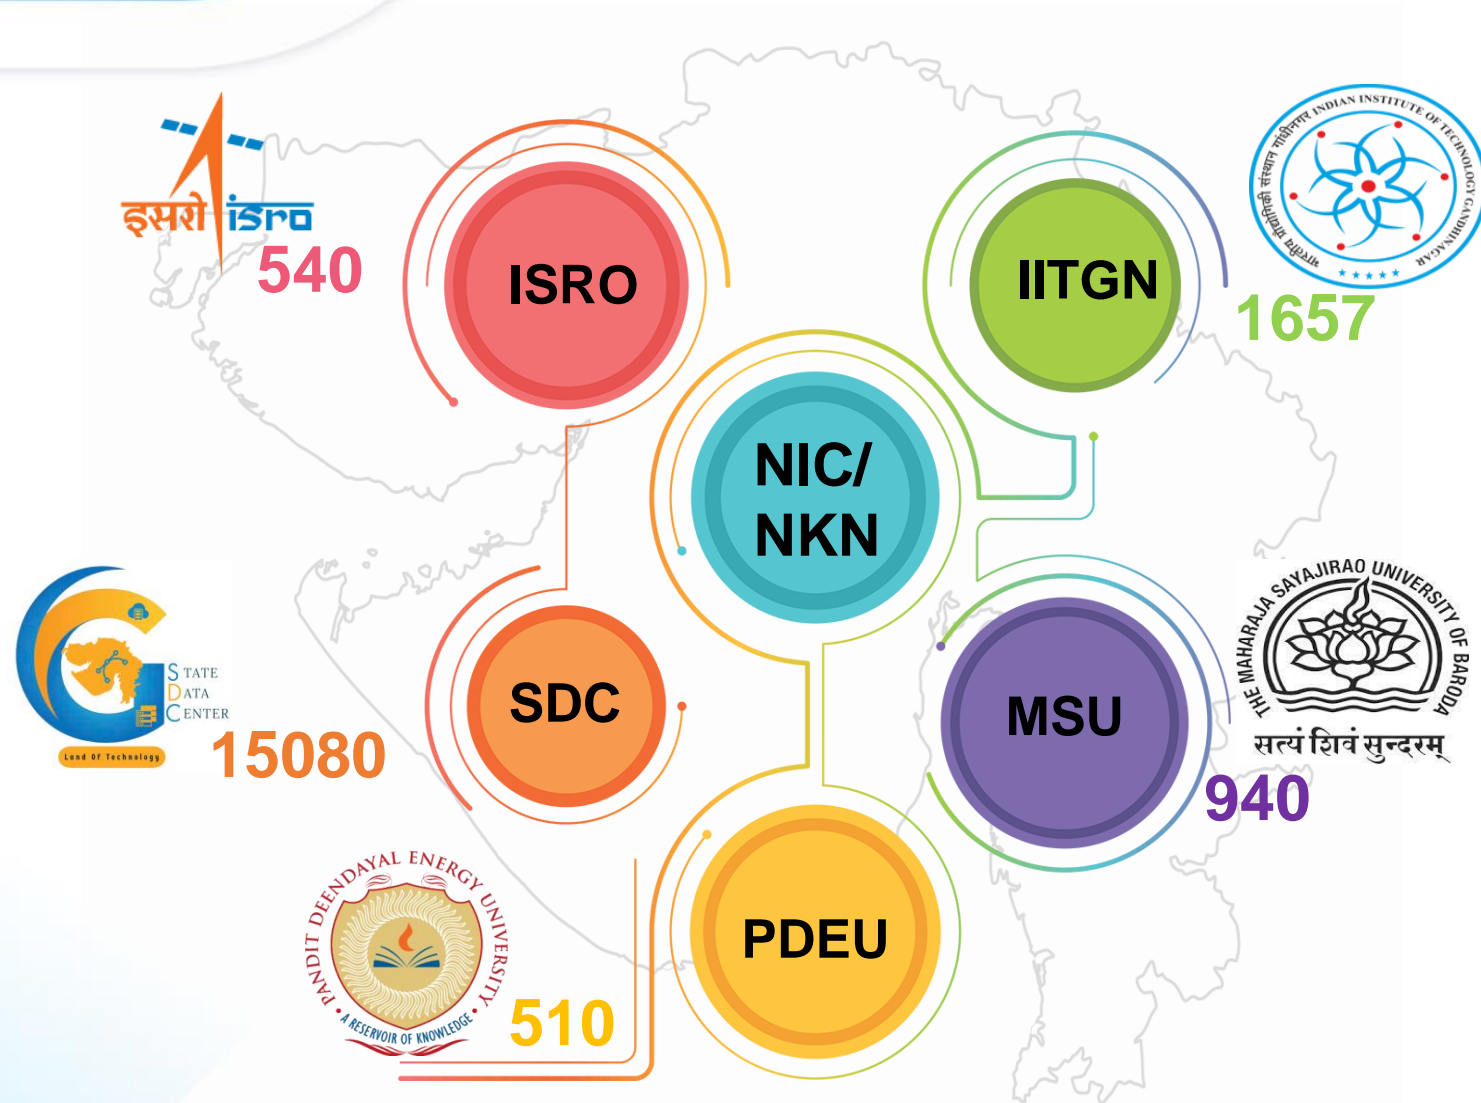 इसरो isro
540
ISRO
IITGN
भारतीय प्रौद्योगिकी संस्थान गांधीनगर INDIAN INSTITUTE OF TECHNOLOGY GANDHINAGAR
1657
NIC/
NKN
STATE
DATA
CENTER
Land Of Technology
15080
SDC
MSU
THE MAHARAJA SAYAJIRAO UNIVERSITY OF BARODA
सत्यं शिवं सुन्दरम्
940
PANDIT DEENDAYAL ENERGY UNIVERSITY
A RESERVOIR OF KNOWLEDGE
510
PDEU